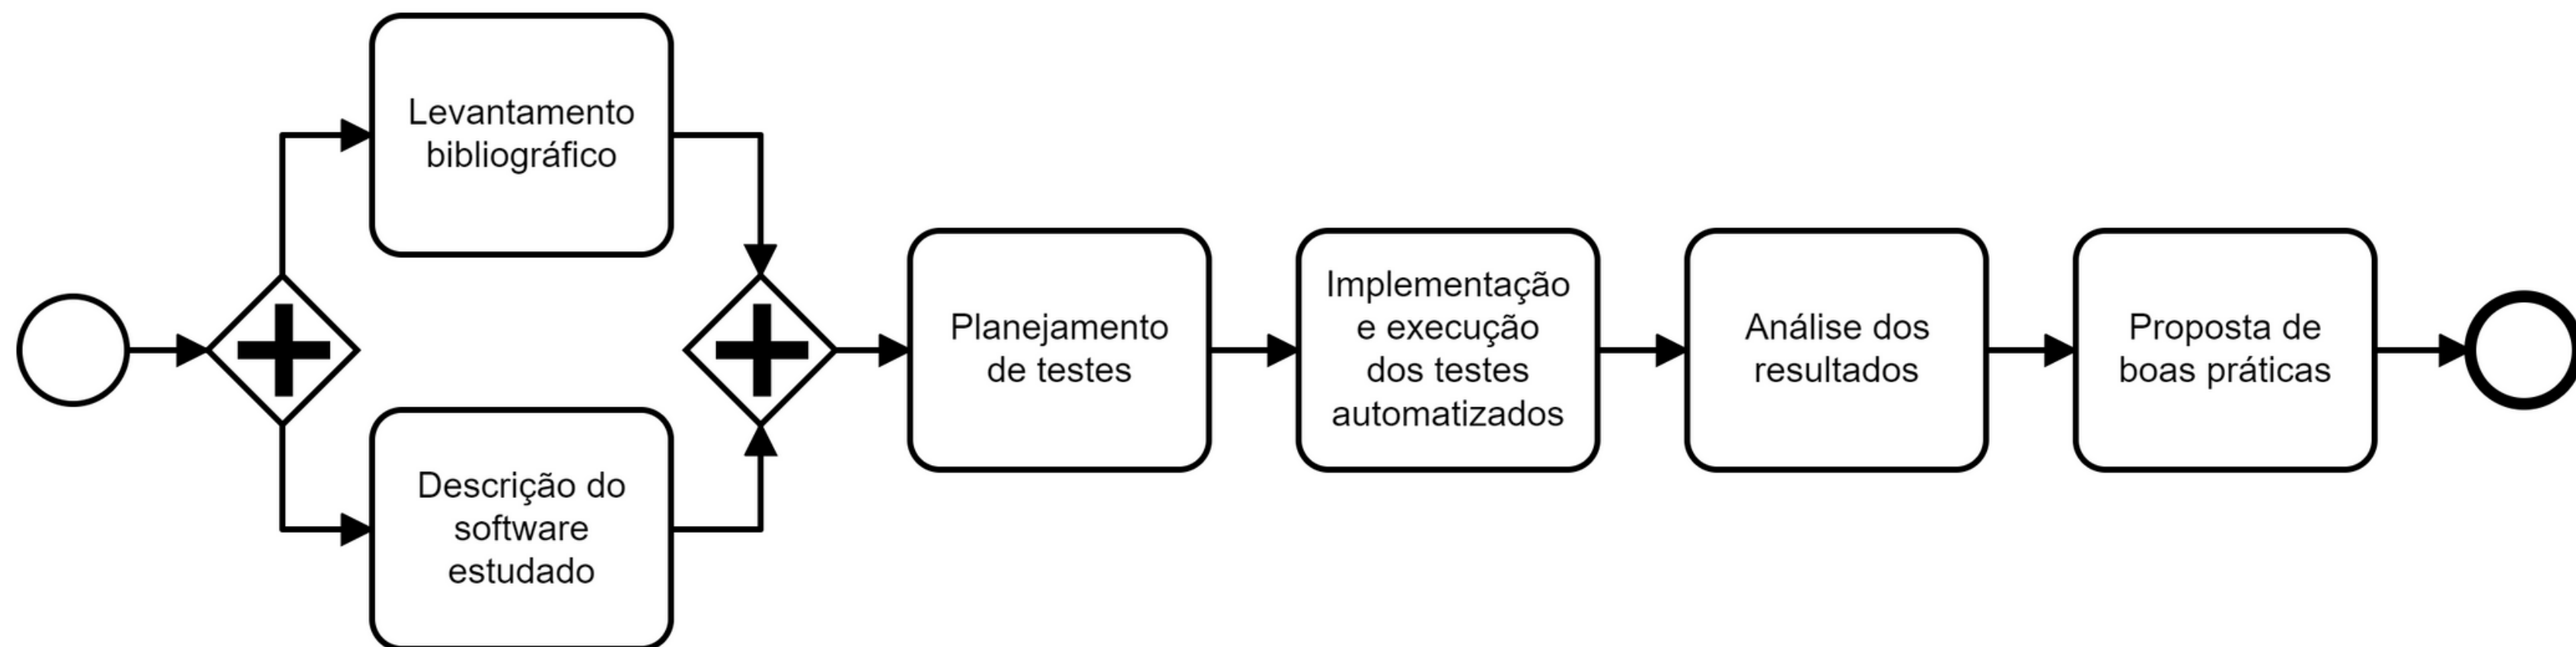 Levantamento
bibliográfico
Descrição do
software
estudado
Planejamento
de testes
Implementação
e execução
dos testes
automatizados
Análise dos
resultados
Proposta de
boas práticas